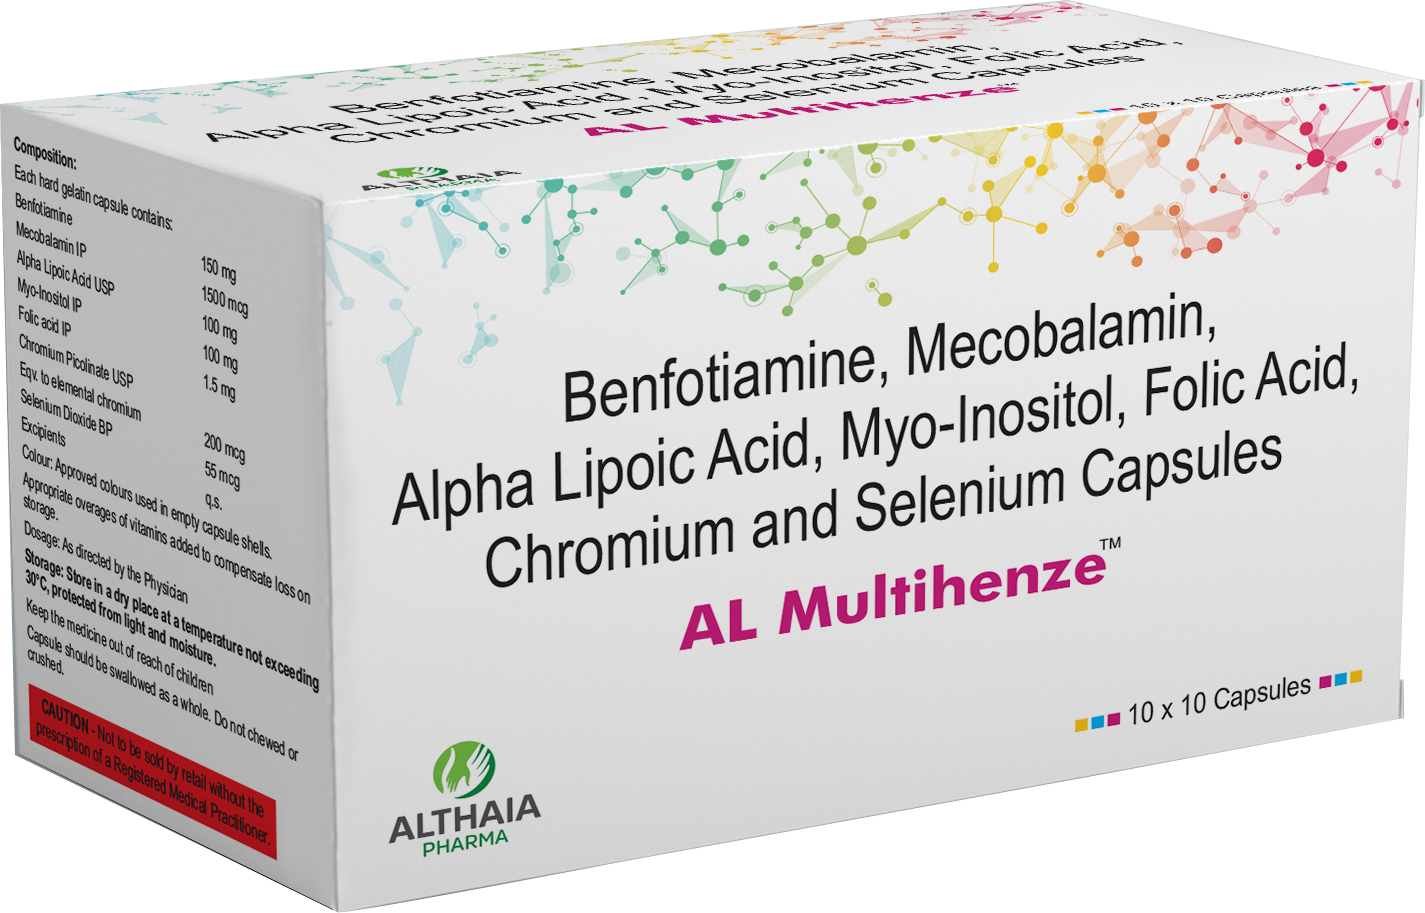 Benfotiamine, Mecobalamin,
Alpha Lipoic Acid, Myo-Inositol, Folic Acid,
Chromium and Selenium Capsules
AL Multihenze™
10 x 10 Capsules
ALTHAIA
PHARMA
Composition:
Each hard gelatin capsule contains:
Benfotiamine 150 mg
Mecobalamin IP 1500 mcg
Alpha Lipoic Acid USP 100 mg
Myo-Inositol IP 100 mg
Folic acid IP 1.5 mg
Chromium Picolinate USP
Eqv. to elemental chromium 200 mcg
Selenium Dioxide BP 55 mcg
Excipients q.s.
Colour: Approved colours used in empty capsule shells.
Appropriate overages of vitamins added to compensate loss on
storage.
Dosage: As directed by the Physician
Storage: Store in a dry place at a temperature not exceeding
30°C, protected from light and moisture.
Keep the medicine out of reach of children
Capsule should be swallowed as a whole. Do not chewed or
crushed.
CAUTION - Not to be sold by retail without the
prescription of a Registered Medical Practitioner.
Benfotiamine, Mecobalamin,
Alpha Lipoic Acid, Myo-Inositol, Folic Acid,
Chromium and Selenium Capsules
AL Multihenze™
10 x 10 Capsules
ALTHAIA
PHARMA